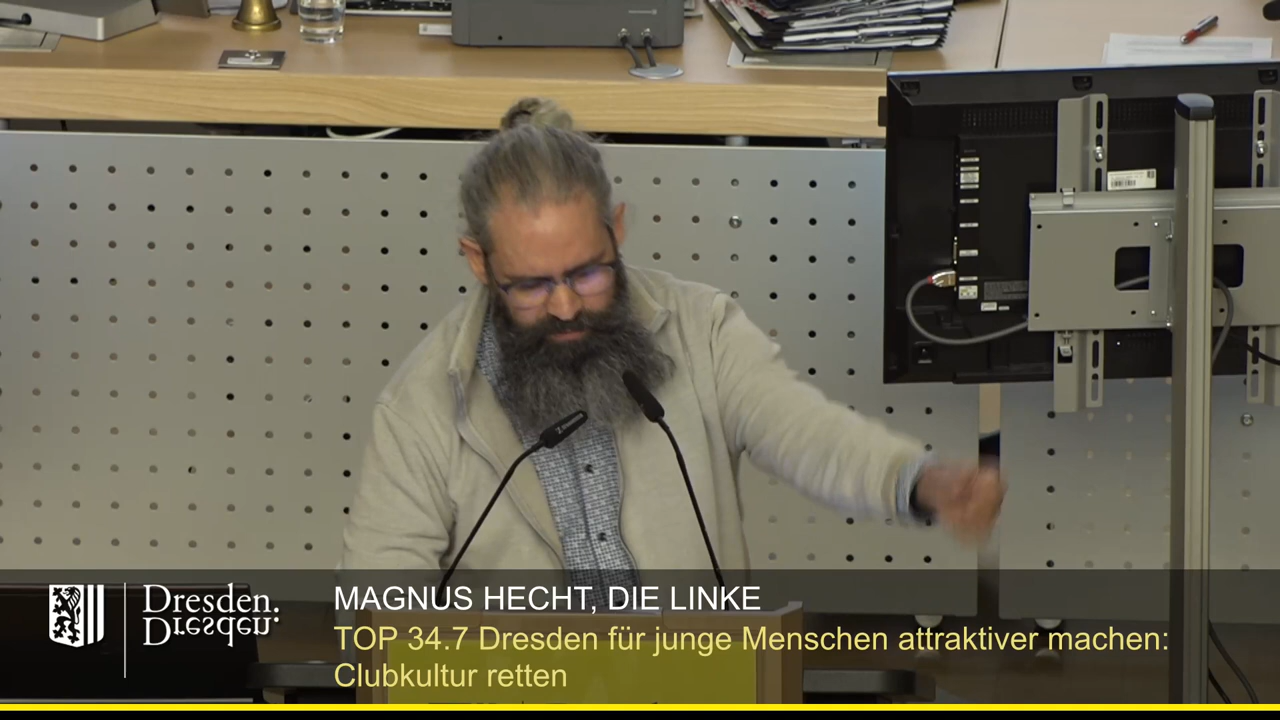 MAGNUS HECHT, DIE LINKE
Dresden.
Dresden.
TOP 34.7 Dresden für junge Menschen attraktiver machen:
Clubkultur retten